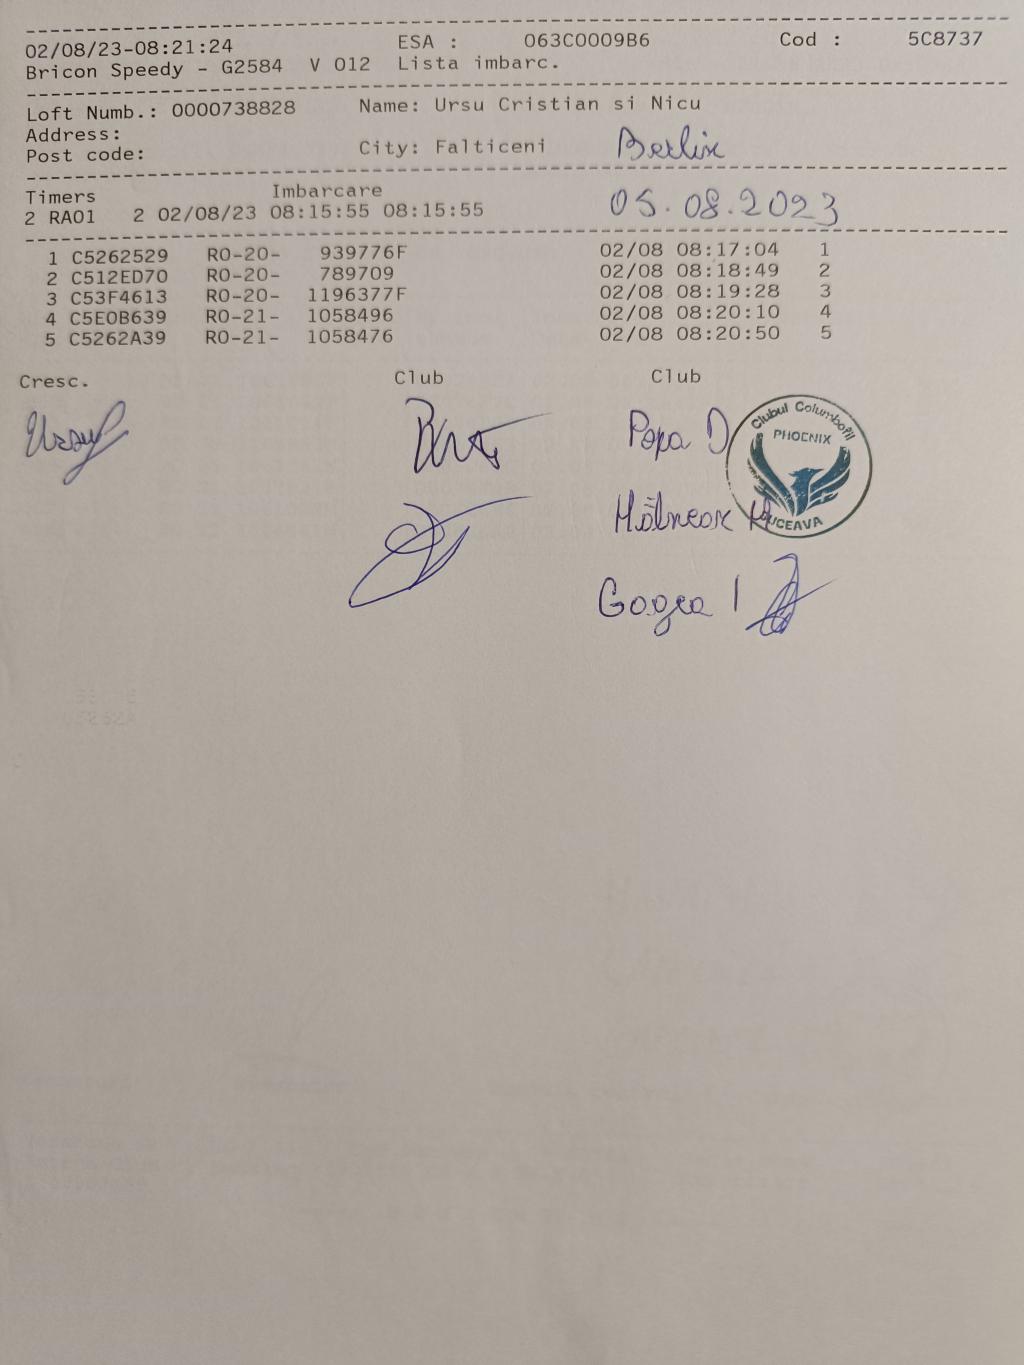 02/08/23-08:21:24 ESA : 063C0009B6 Cod : 5C8737
Bricon Speedy - G2584 V 012 Lista imbarc.
Loft Numb.: 0000738828 Name: Ursu Cristian si Nicu
Address:
Post code: City: Falticeni Berlin
Timers Imbarcare
2 RA01 2 02/08/23 08:15:55 08:15:55 05.08.2023
1 C5262529 RO-20- 939776F 02/08 08:17:04 1
2 C512ED70 RO-20- 789709 02/08 08:18:49 2
3 C53F4613 RO-20- 1196377F 02/08 08:19:28 3
4 C5E0B639 RO-21- 1058496 02/08 08:20:10 4
5 C5262A39 RO-21- 1058476 02/08 08:20:50 5
Cresc. Club Club
Popa D
Clubul Columbofil
PHOENIX
SUCEAVA
Gogea I